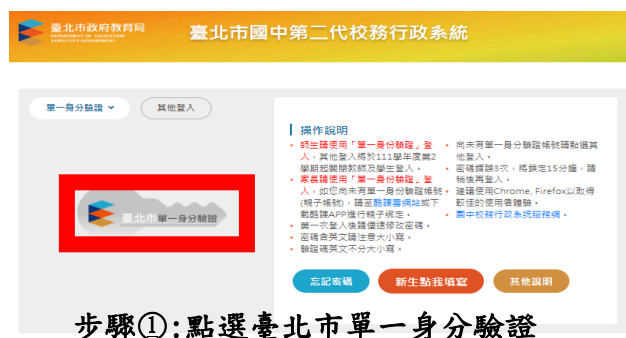 臺北市政府教育局
DEPARTMENT OF EDUCATION
TAIPEI CITY GOVERNMENT
臺北市國中第二代校務行政系統
單一身分驗證
其他登入
臺北市 單一身分驗證
操作說明
• 師生請使用「單一身份驗證」登
入，其他登入將於111學年度第2
學期起關閉教師及學生登入。
• 家長請使用「單一身份驗證」登
入，如您尚未有單一身份驗證帳號
(親子帳號)，請至酷課雲網站或下
載酷課APP進行親子綁定。
• 第一次登入後請儘速修改密碼。
• 密碼含英文請注意大小寫。
• 驗證碼英文不分大小寫。
• 尚未有單一身分驗證帳號請點選其
他登入。
• 密碼錯誤3次，將鎖定15分鐘，請
稍後再登入。
• 建議使用Chrome, Firefox以取得
較佳的使用者體驗。
• 國中校務行政系統服務網。
忘記密碼
新生點我填寫
其他說明
步驟①:點選臺北市單一身分驗證